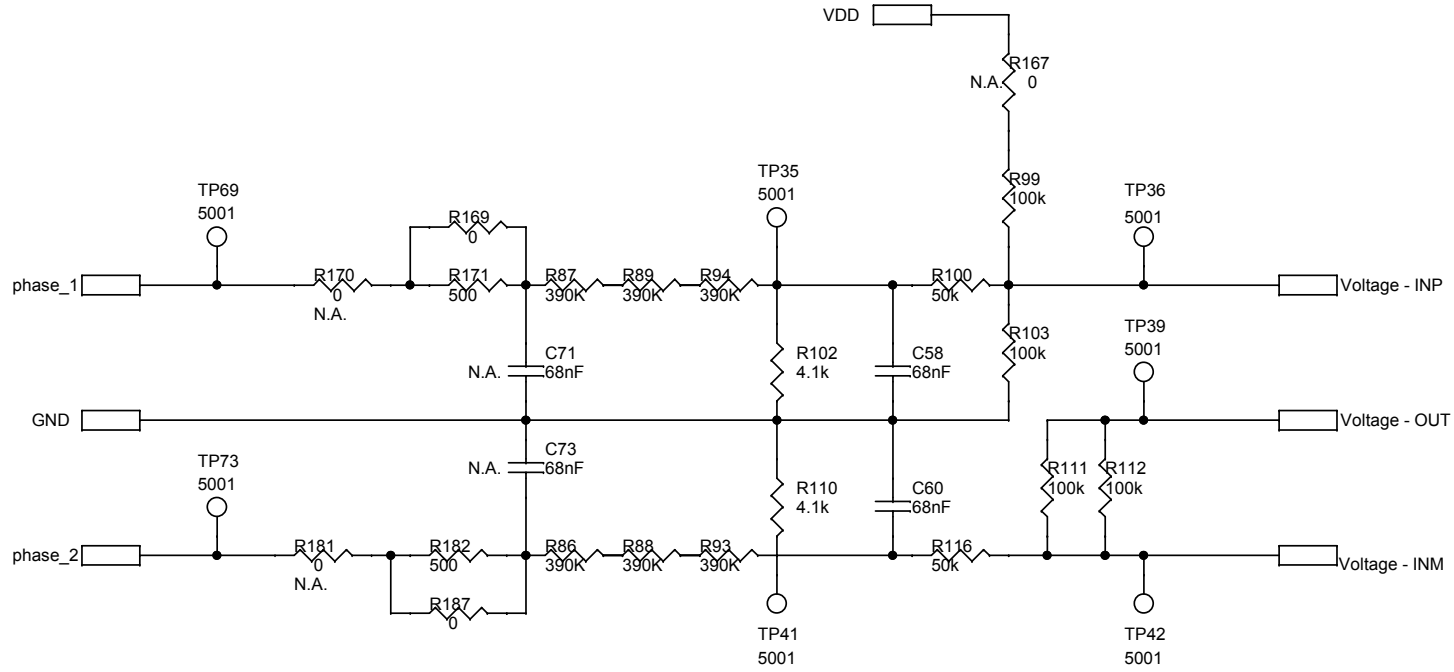 VDD
R167
N.A. 0
R99
100k
TP35
5001
TP36
5001
TP69
5001
R169
0
phase_1
R170
0
N.A.
R171
500
R87
390K
R89
390K
R94
390K
R100
50k
Voltage - INP
R103
100k
TP39
5001
C71
N.A. 68nF
R102
4.1k
C58
68nF
GND
Voltage - OUT
C73
N.A. 68nF
TP73
5001
R110
4.1k
C60
68nF
R111
100k
R112
100k
phase_2
R181
0
N.A.
R182
500
R86
390K
R88
390K
R93
390K
R116
50k
Voltage - INM
R187
0
TP41
5001
TP42
5001